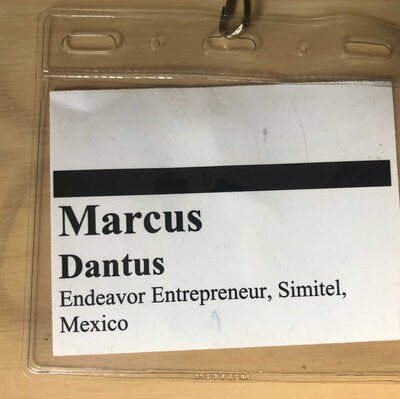 Marcus
Dantus
Endeavor Entrepreneur, Simitel,
Mexico